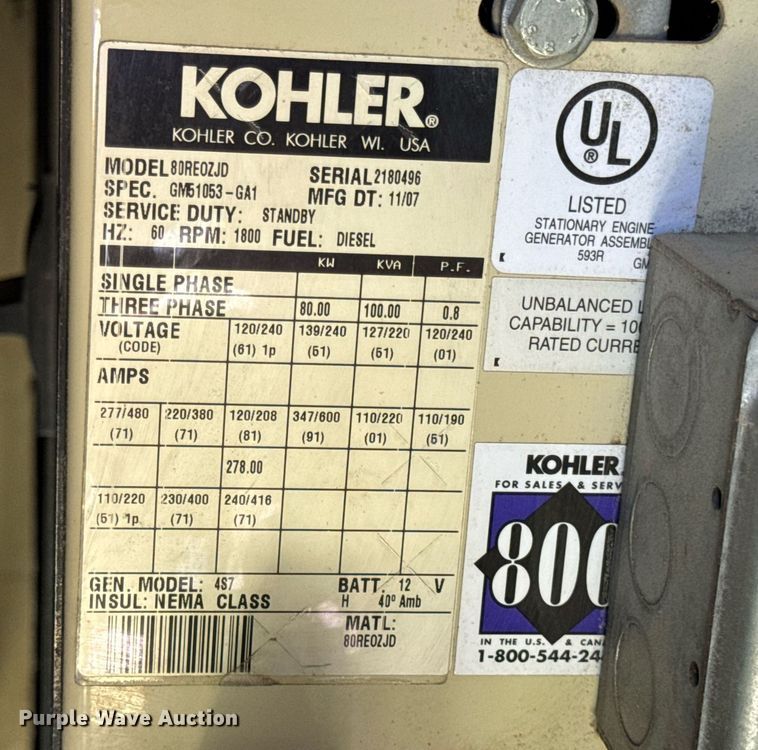 KOHLER®
KOHLER CO. KOHLER WI. USA
MODEL 80REOZJD SERIAL 2180496
SPEC. GM51053-GA1 MFG DT: 11/07
SERVICE DUTY: STANDBY
HZ: 60 RPM: 1800 FUEL: DIESEL
KW KVA P.F.
SINGLE PHASE
THREE PHASE 80.00 100.00 0.8
VOLTAGE 120/240 139/240 127/220 120/240
(CODE) (61) 1p (51) (51) (01)
AMPS
277/480 220/380 120/208 347/600 110/220 110/190
(71) (71) (81) (91) (01) (51)
278.00
110/220 230/400 240/416
(51) 1p (71) (71)
GEN. MODEL: 4S7 BATT. 12 V
INSUL: NEMA CLASS H 40° Amb
MATL:
80REOZJD
UL
®
LISTED
STATIONARY ENGINE
GENERATOR ASSEMBL
593R GM
K
UNBALANCED L
CAPABILITY = 10
RATED CURRE
K
KOHLER
FOR SALES & SERV
800
IN THE U.S. & CAN
1-800-544-24
Purple Wave Auction